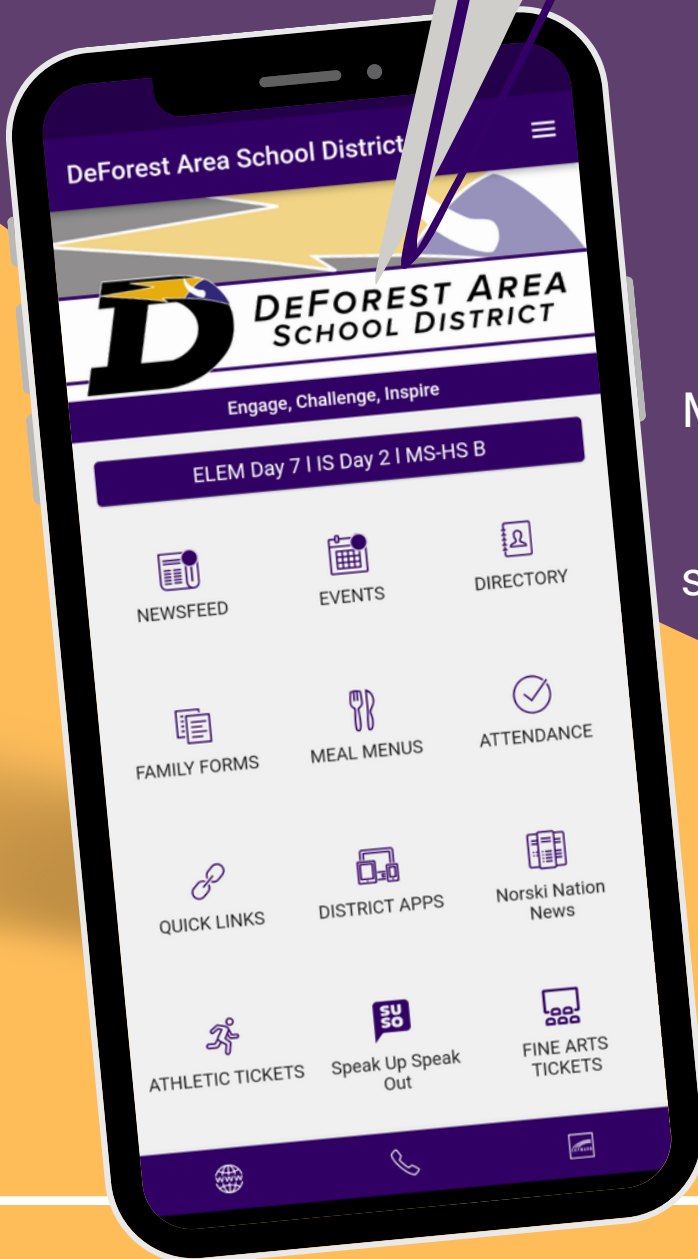 DeForest Area School District
DEFOREST AREA
SCHOOL DISTRICT
Engage, Challenge, Inspire
ELEM Day 7 | IS Day 2 | MS-HS B
NEWSFEED
EVENTS
DIRECTORY
FAMILY FORMS
MEAL MENUS
ATTENDANCE
QUICK LINKS
DISTRICT APPS
Norski Nation
News
ATHLETIC TICKETS
SU
SO
Speak Up Speak
Out
FINE ARTS
TICKETS
www